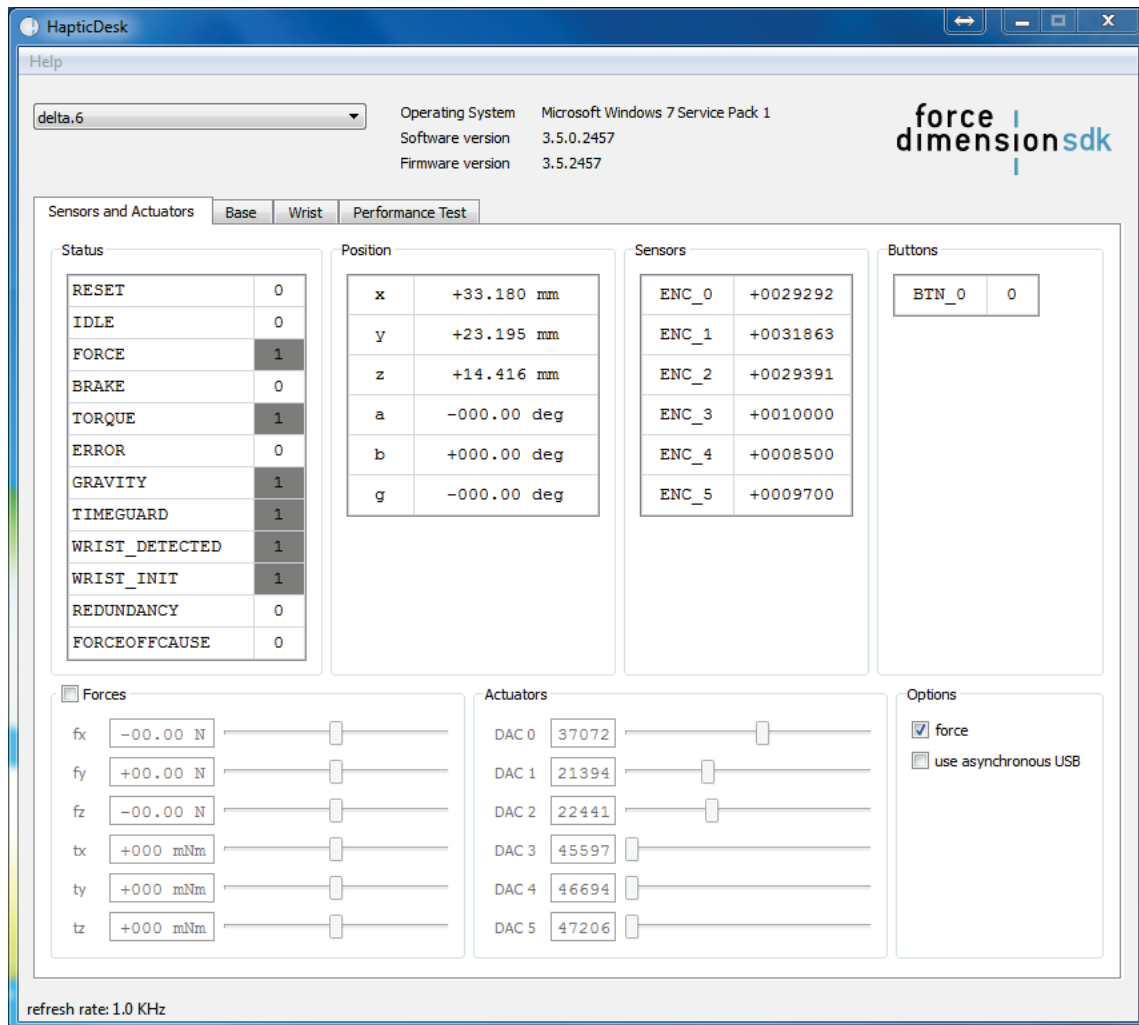 HapticDesk
Help
delta.6
Operating System Microsoft Windows 7 Service Pack 1
Software version 3.5.0.2457
Firmware version 3.5.2457
force
dimensionsdk
Sensors and Actuators Base Wrist Performance Test
Status Position Sensors Buttons
RESET 0
IDLE 0
FORCE 1
BRAKE 0
TORQUE 1
ERROR 0
GRAVITY 1
TIMEGUARD 1
WRIST_DETECTED 1
WRIST_INIT 1
REDUNDANCY 0
FORCEOFFCAUSE 0
x +33.180 mm
y +23.195 mm
z +14.416 mm
a -000.00 deg
b +000.00 deg
g -000.00 deg
ENC_0 +0029292
ENC_1 +0031863
ENC_2 +0029391
ENC_3 +0010000
ENC_4 +0008500
ENC_5 +0009700
BTN_0 0
Forces
fx -00.00 N
fy +00.00 N
fz -00.00 N
tx +000 mNm
ty +000 mNm
tz +000 mNm
Actuators
DAC 0 37072
DAC 1 21394
DAC 2 22441
DAC 3 45597
DAC 4 46694
DAC 5 47206
Options
force
use asynchronous USB
refresh rate: 1.0 KHz